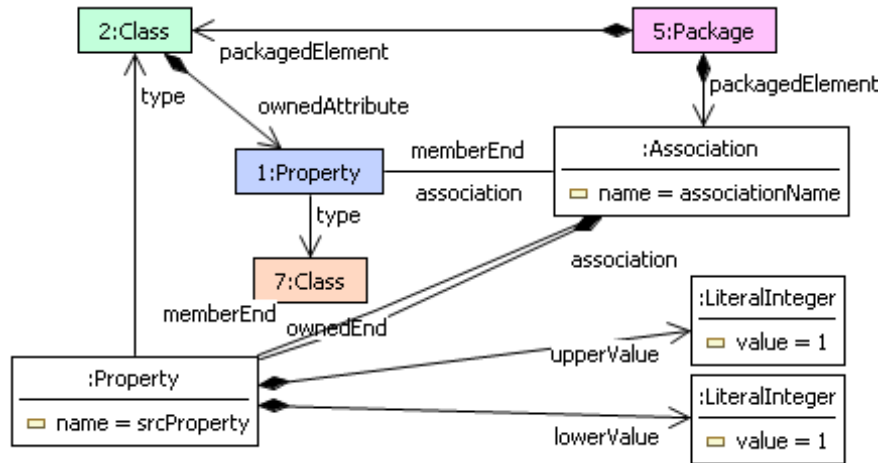 2:Class
5:Package
packagedElement
packagedElement
type
ownedAttribute
:Association
name = associationName
1:Property
memberEnd
association
type
7:Class
association
memberEnd
ownedEnd
:LiteralInteger
value = 1
upperValue
:Property
name = srcProperty
:LiteralInteger
value = 1
lowerValue